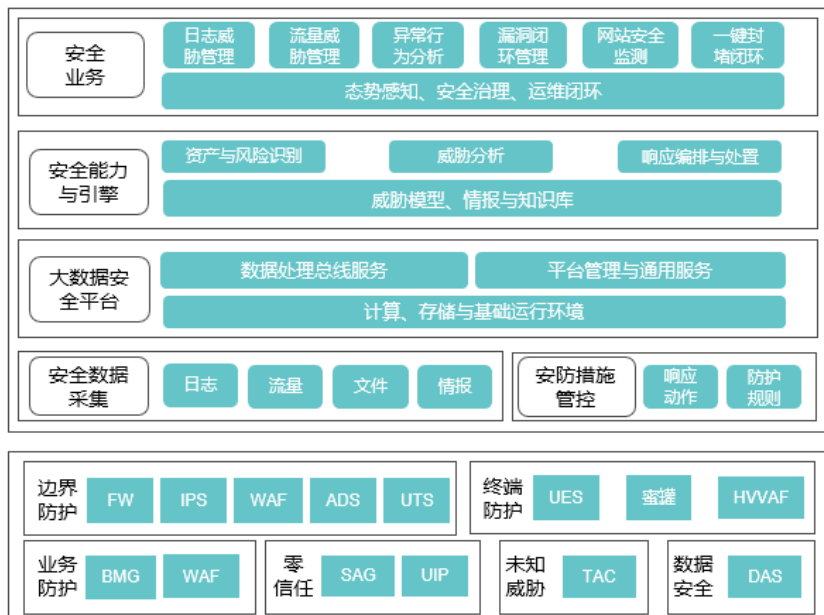 安全
业务
日志威
胁管理
流量威
胁管理
异常行
为分析
漏洞闭
环管理
网站安全
监测
一键封
堵闭环
态势感知、安全治理、运维闭环
安全能力
与引擎
资产与风险识别
威胁分析
响应编排与处置
威胁模型、情报与知识库
大数据安
全平台
数据处理总线服务
平台管理与通用服务
计算、存储与基础运行环境
安全数据
采集
日志
流量
文件
情报
安防措施
管控
响应
动作
防护
规则
边界
防护
FW
IPS
WAF
ADS
UTS
终端
防护
UES
蜜罐
HVVAF
业务
防护
BMG
WAF
零
信任
SAG
UIP
未知
威胁
TAC
数据
安全
DAS